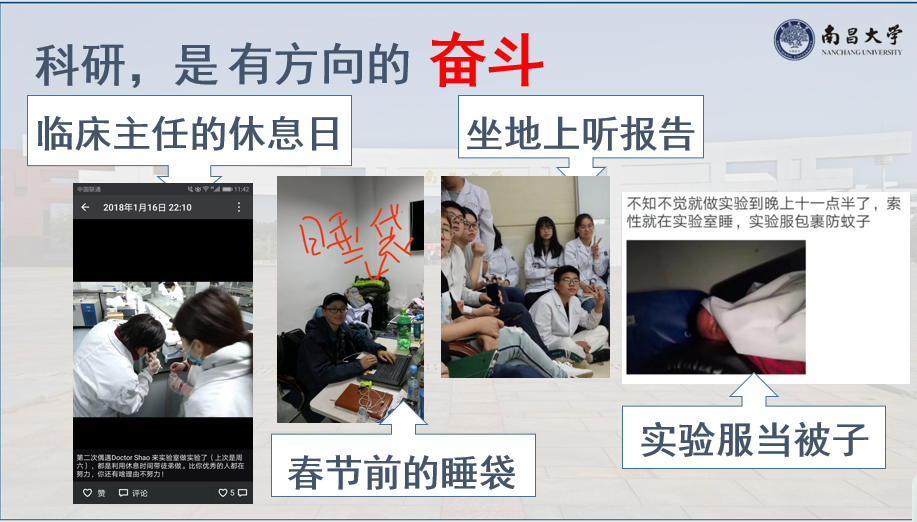 科研，是 有方向的 奋斗
南昌大学
NANCHANG UNIVERSITY
临床主任的休息日
坐地上听报告
中国联通
11:42
2018年1月16日 22:10
睡袋
不知不觉就做实验到晚上十一点半了，索
性就在实验室睡，实验服包裹防蚊子
第二次偶遇Doctor Shao 来实验室做实验了（上次是周
六），都是利用休息时间带徒弟做。比你优秀的人都在
努力，你还有啥理由不努力！
赞 评论 5
春节前的睡袋
实验服当被子